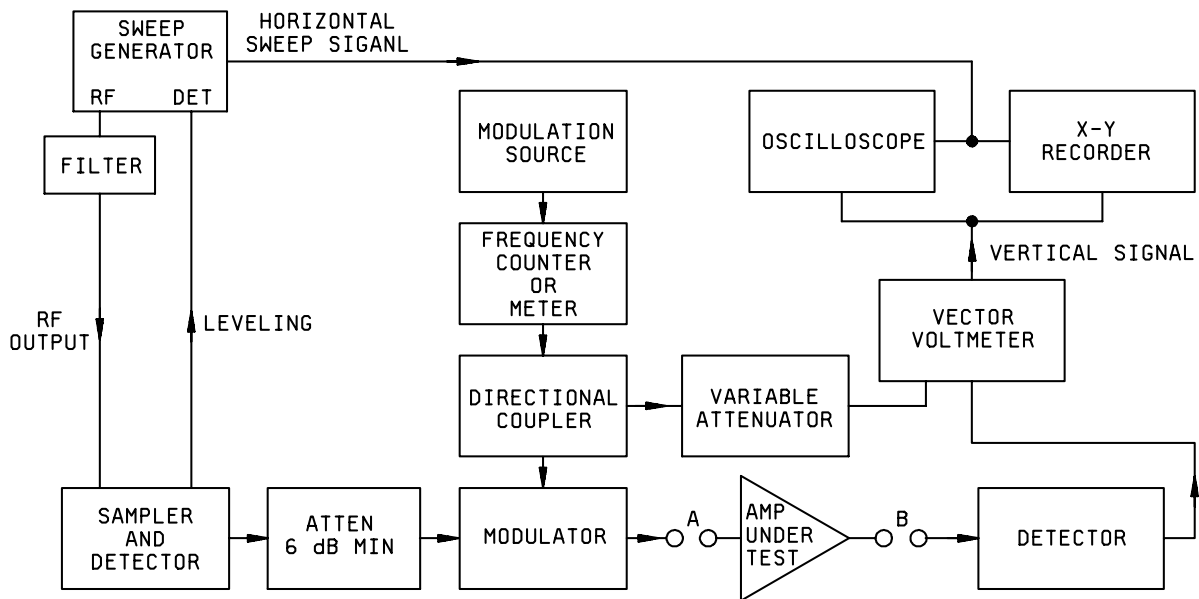 SWEEP
GENERATOR
RF DET
HORIZONTAL
SWEEP SIGANL
FILTER
MODULATION
SOURCE
OSCILLOSCOPE
X-Y
RECORDER
FREQUENCY
COUNTER
OR
METER
VERTICAL SIGNAL
RF
OUTPUT
LEVELING
VECTOR
VOLTMETER
DIRECTIONAL
COUPLER
VARIABLE
ATTENUATOR
SAMPLER
AND
DETECTOR
ATTEN
6 dB MIN
MODULATOR
A
AMP
UNDER
TEST
B
DETECTOR